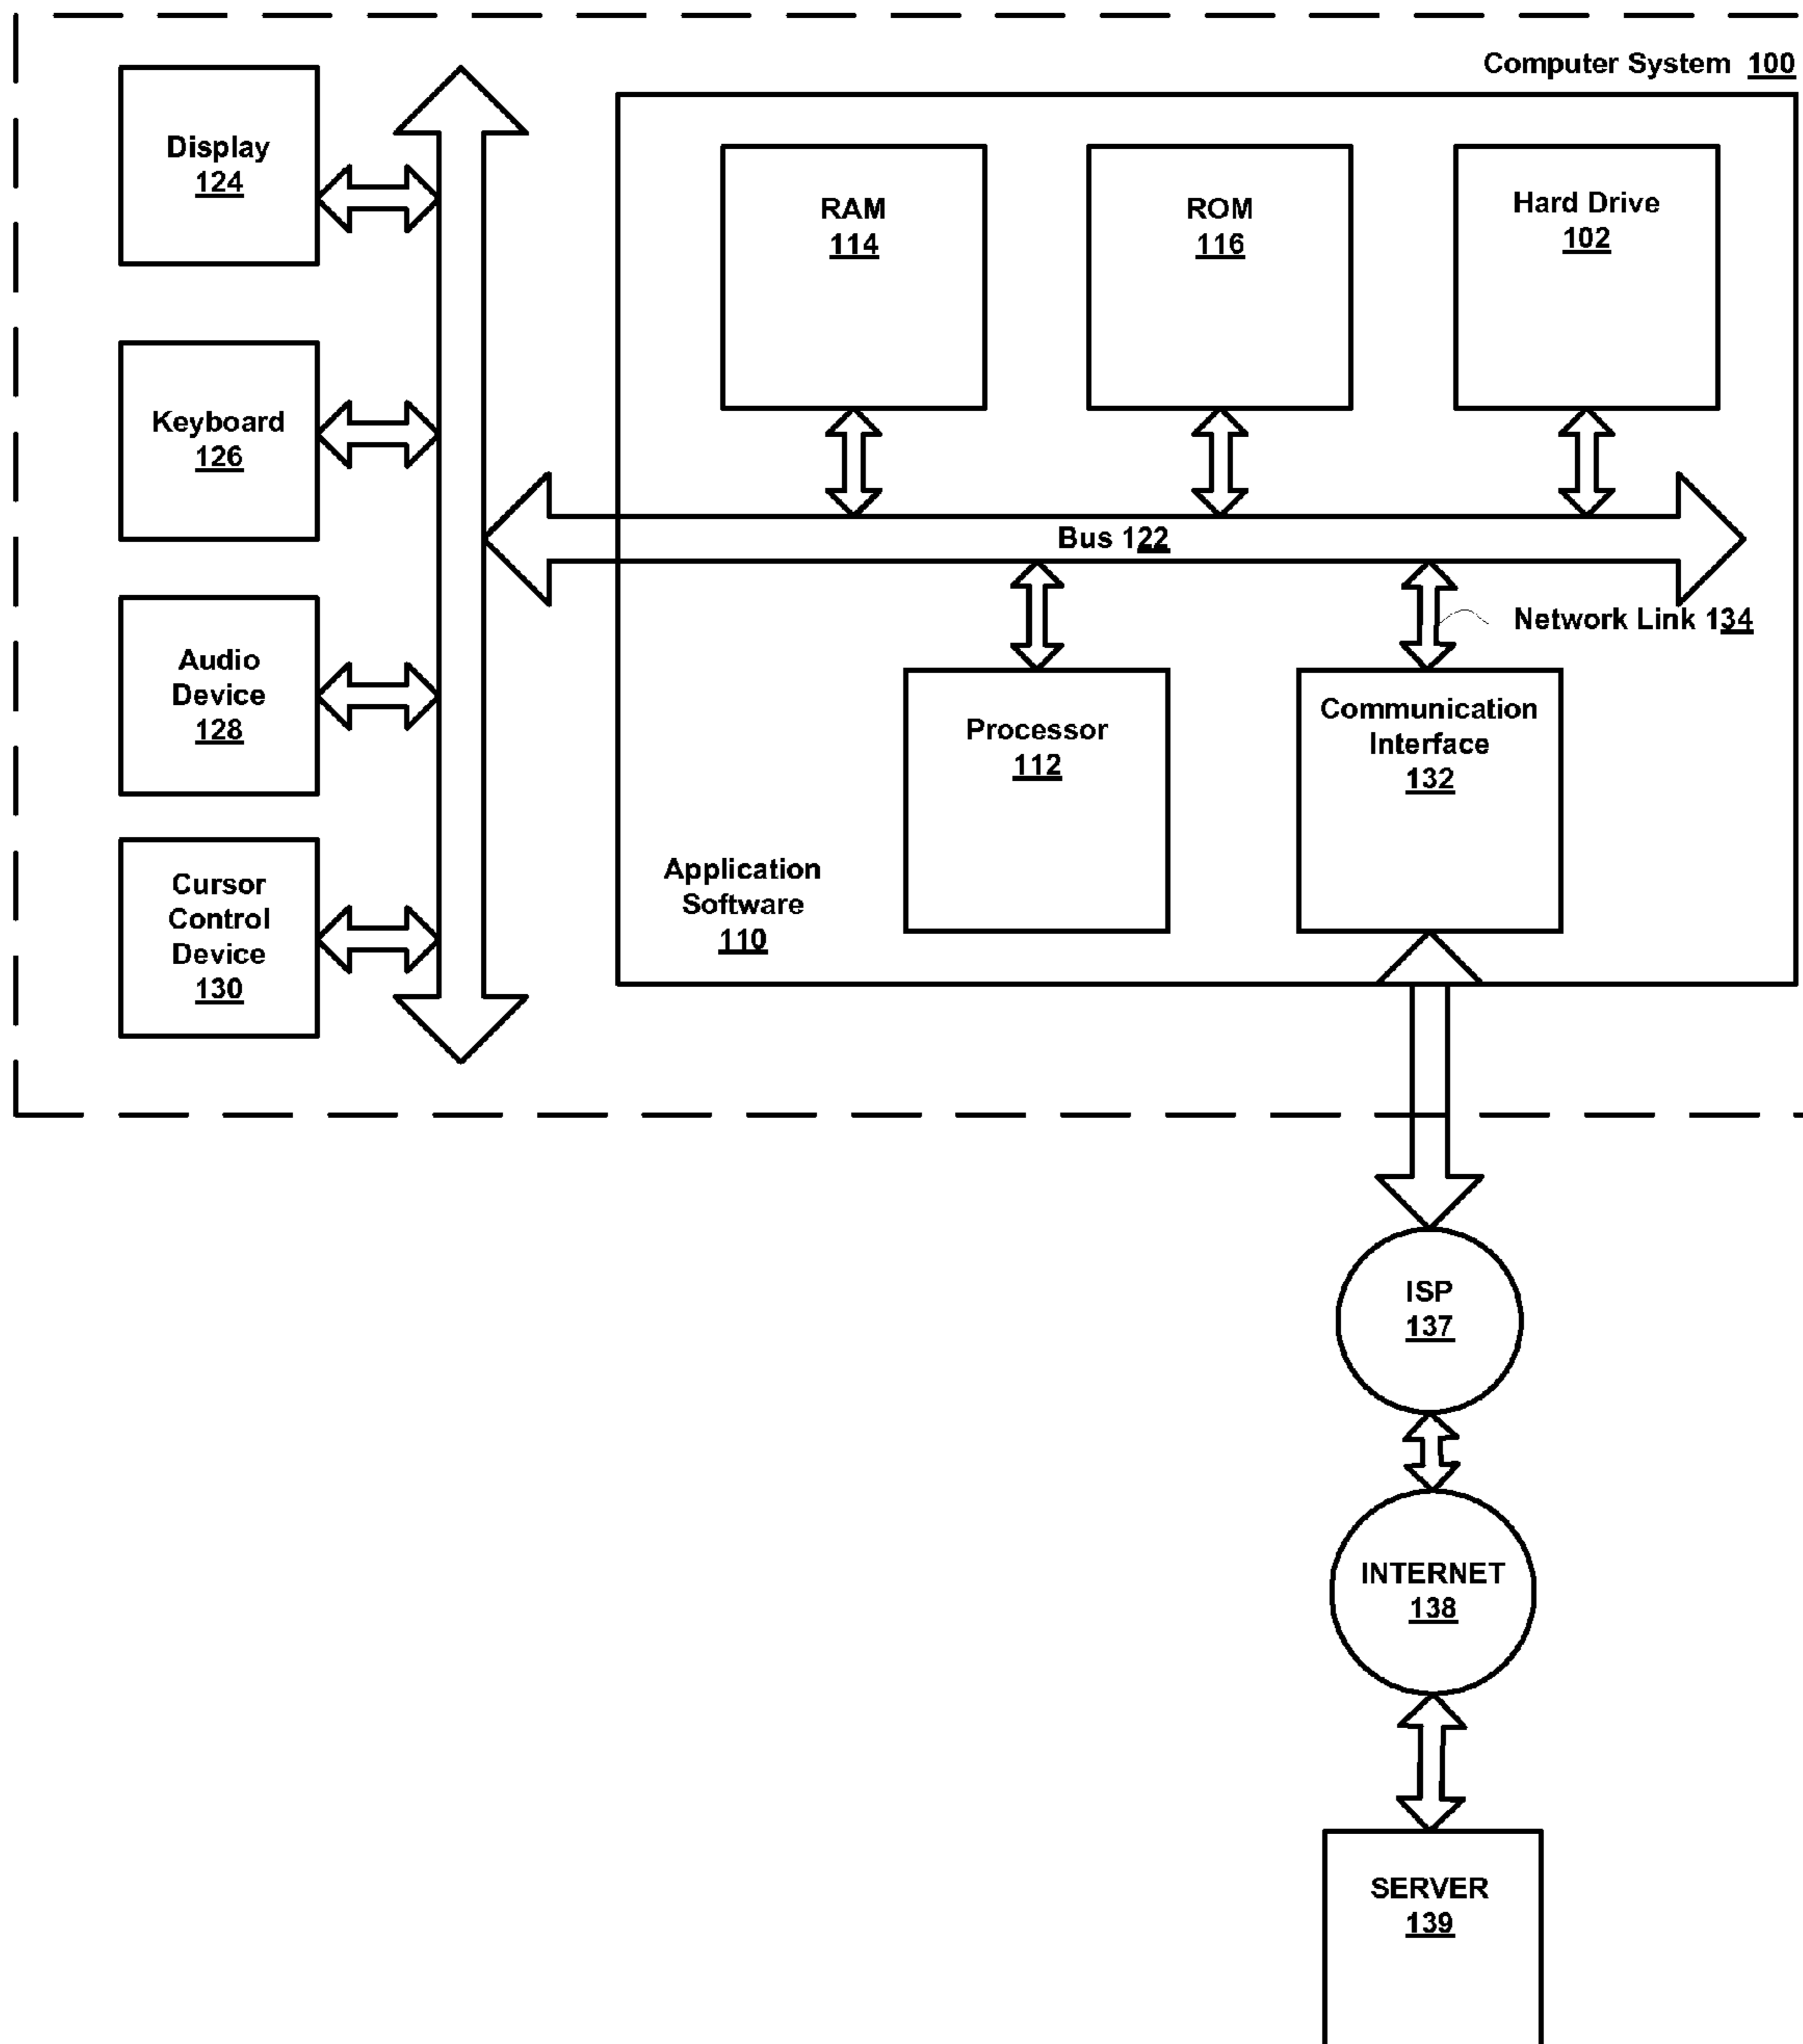 Computer System 100
Display
124
RAM
114
ROM
116
Hard Drive
102
Keyboard
126
Bus 122
Network Link 134
Audio
Device
128
Processor
112
Communication
Interface
132
Application
Software
110
Cursor
Control
Device
130
ISP
137
INTERNET
138
SERVER
139